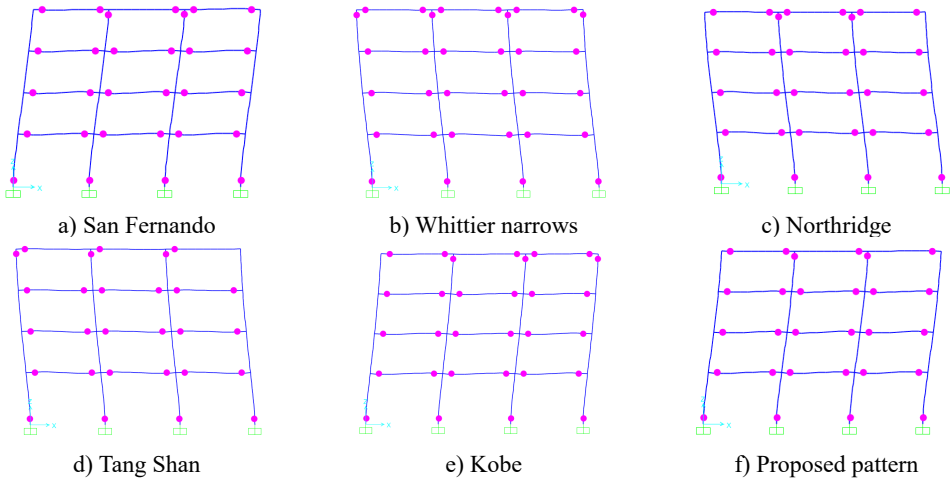 X
a) San Fernando
X
b) Whittier narrows
X
c) Northridge
X
d) Tang Shan
X
e) Kobe
X
f) Proposed pattern